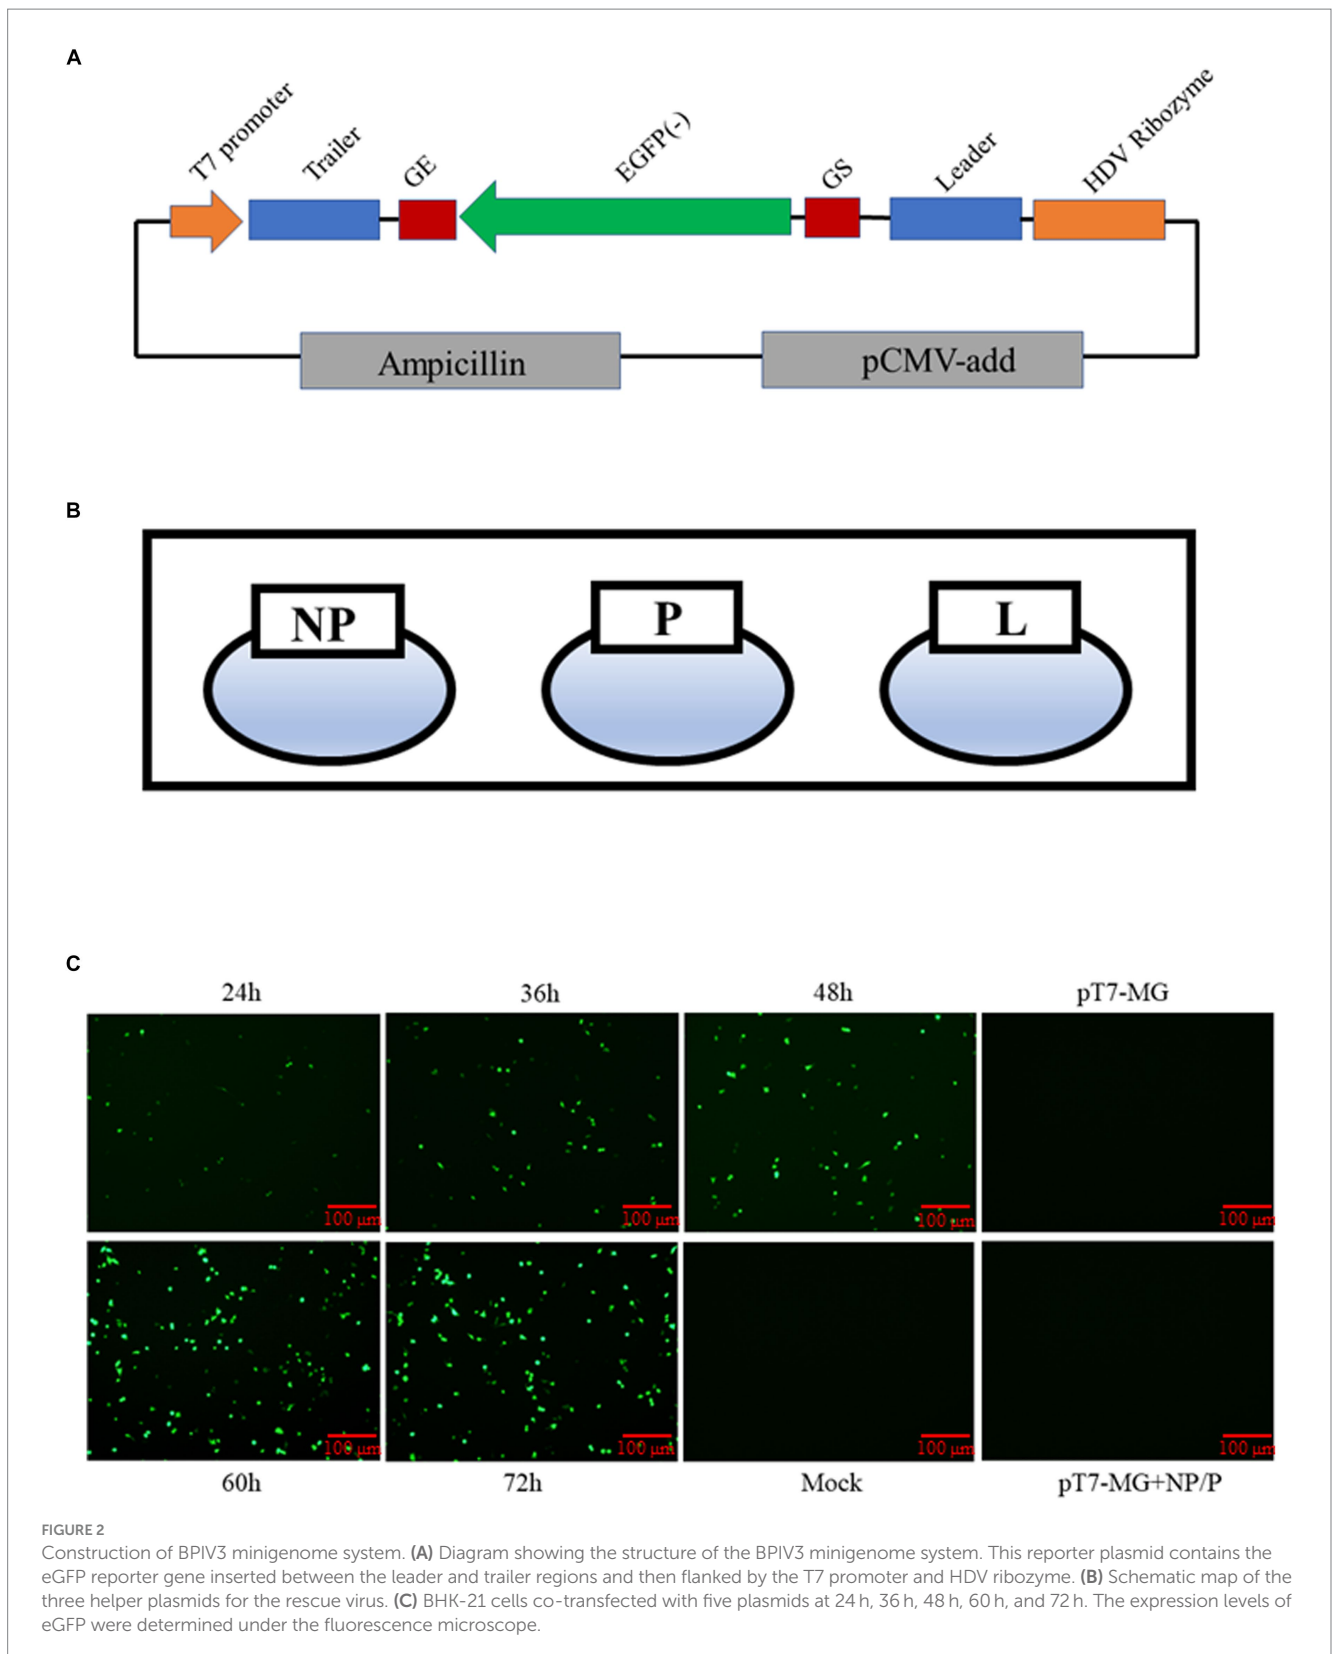 A
T7 promoter
Trailer
GE
EGFP(-)
GS
Leader
HDV Ribozyme
Ampicillin
pCMV-add
B
NP
P
L
C
24h
36h
48h
pT7-MG
100 µm
100 µm
100 µm
100 µm
100 µm
100 µm
100 µm
100 µm
60h
72h
Mock
pT7-MG+NP/P
FIGURE 2
Construction of BPIV3 minigenome system. (A) Diagram showing the structure of the BPIV3 minigenome system. This reporter plasmid contains the
eGFP reporter gene inserted between the leader and trailer regions and then flanked by the T7 promoter and HDV ribozyme. (B) Schematic map of the
three helper plasmids for the rescue virus. (C) BHK-21 cells co-transfected with five plasmids at 24 h, 36 h, 48 h, 60 h, and 72 h. The expression levels of
eGFP were determined under the fluorescence microscope.